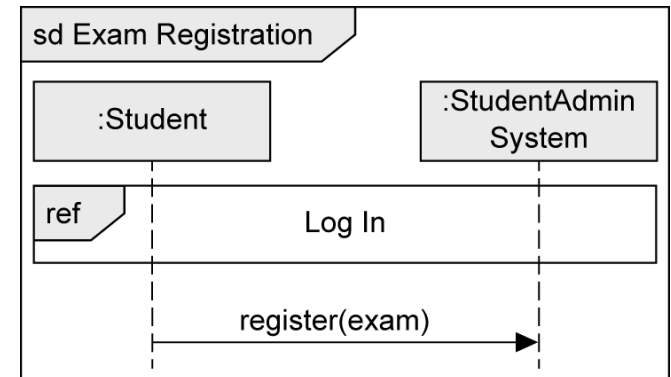 sd Exam Registration
:Student
:StudentAdmin
System
ref
Log In
register(exam)